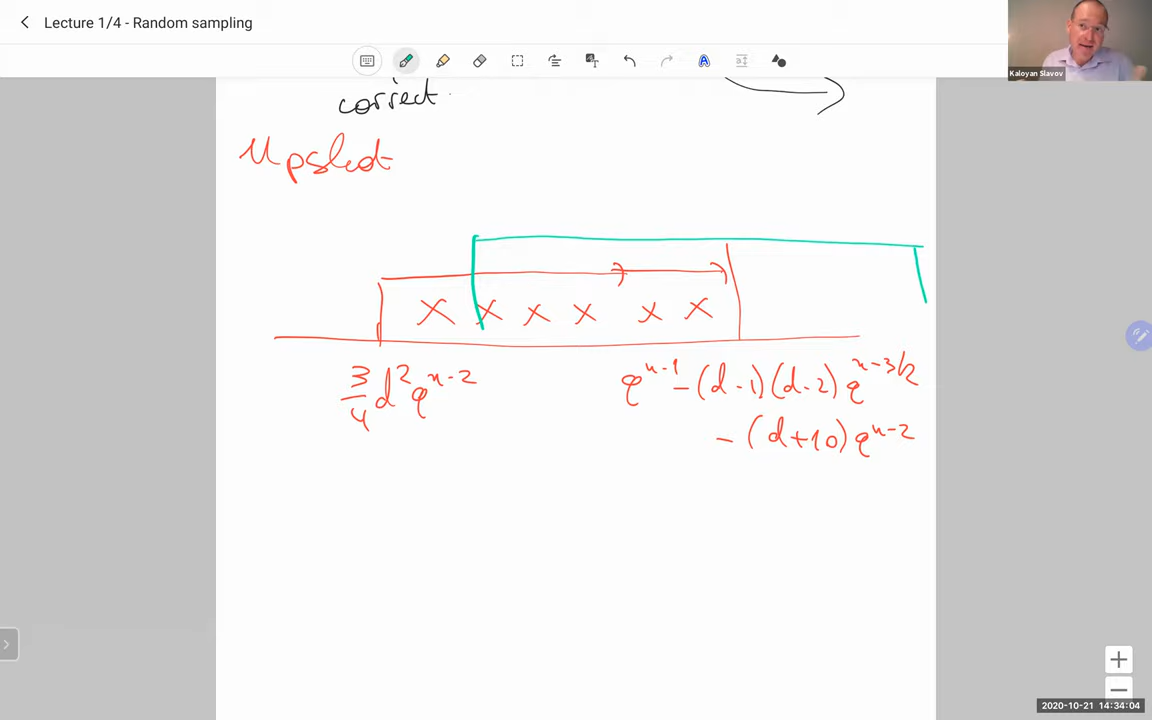 Lecture 1/4 - Random sampling
Kaloyan Slavov
correct.
Upshot
X X X X X X
3/4 d² q^{n-2}
q^{n-1} - (d-1)(d-2) q^{n-3/2}
- (d+10) q^{n-2}
2020-10-21 14:34:04